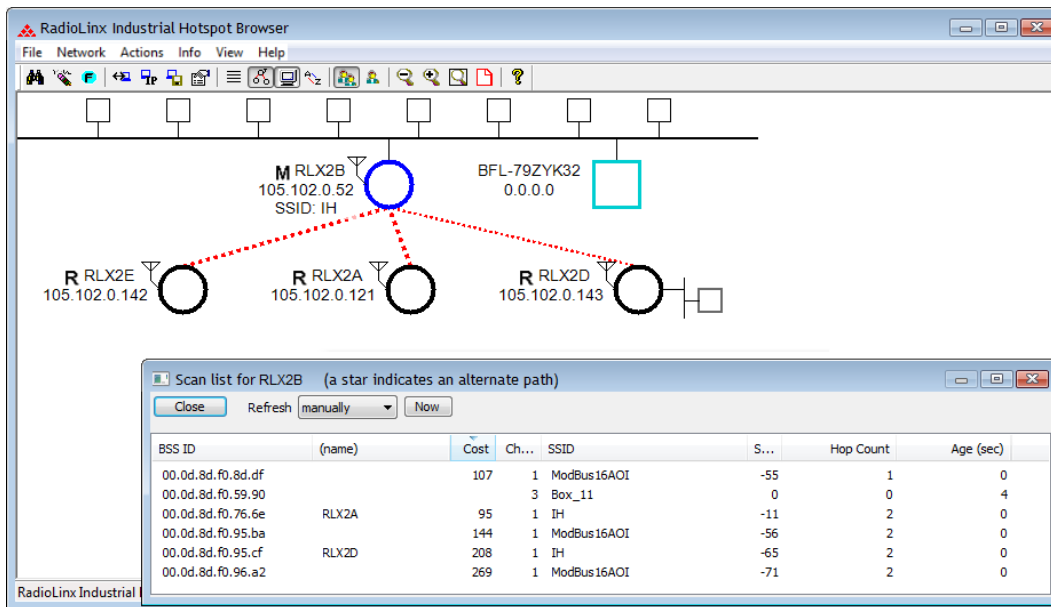 RadioLinx Industrial Hotspot Browser
File Network Actions Info View Help
M RLX2B
105.102.0.52
SSID: IH
BFL-79ZYK32
0.0.0.0
R RLX2E
105.102.0.142
R RLX2A
105.102.0.121
R RLX2D
105.102.0.143
Scan list for RLX2B (a star indicates an alternate path)
Close Refresh manually Now
BSS ID (name) Cost Ch... SSID S... Hop Count Age (sec)
00.0d.8d.f0.8d.df 107 1 ModBus16AOI -55 1 0
00.0d.8d.f0.59.90 3 Box_11 0 0 4
00.0d.8d.f0.76.6e RLX2A 95 1 IH -11 2 0
00.0d.8d.f0.95.ba 144 1 ModBus16AOI -56 2 0
00.0d.8d.f0.95.cf RLX2D 208 1 IH -65 2 0
00.0d.8d.f0.96.a2 269 1 ModBus16AOI -71 2 0
RadioLinx Industrial